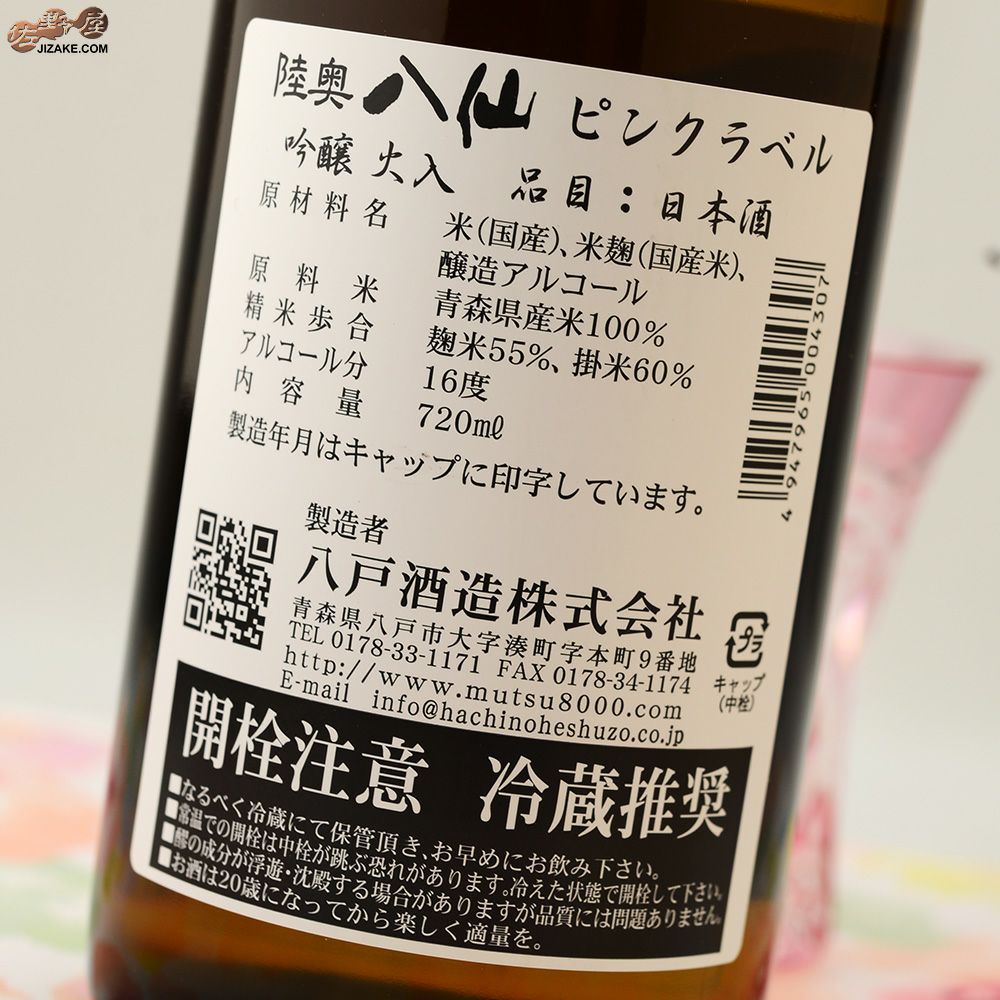 佐野屋
JIZAKE.COM
陸奥 八仙 ピンクラベル
吟醸 火入 品目：日本酒
原材料名 米(国産)、米麹(国産米)、
醸造アルコール
原料米 青森県産米100%
精米歩合 麹米55%、掛米60%
アルコール分 16度
内容量 720mℓ
製造年月はキャップに印字しています。
4 947965 004307
製造者
八戸酒造株式会社
青森県八戸市大字湊町字本町9番地
TEL 0178-33-1171 FAX 0178-34-1174
http://www.mutsu8000.com
E-mail info@hachinoheshuzo.co.jp
プラ
キャップ
(中栓)
開栓注意 冷蔵推奨
■なるべく冷蔵にて保管頂き、お早めにお飲み下さい。
■常温での開栓は中栓が跳ぶ恐れがあります。冷えた状態で開栓して下さい。
■醪の成分が浮遊・沈殿する場合がありますが品質には問題ありません。
■お酒は20歳になってから楽しく適量を。